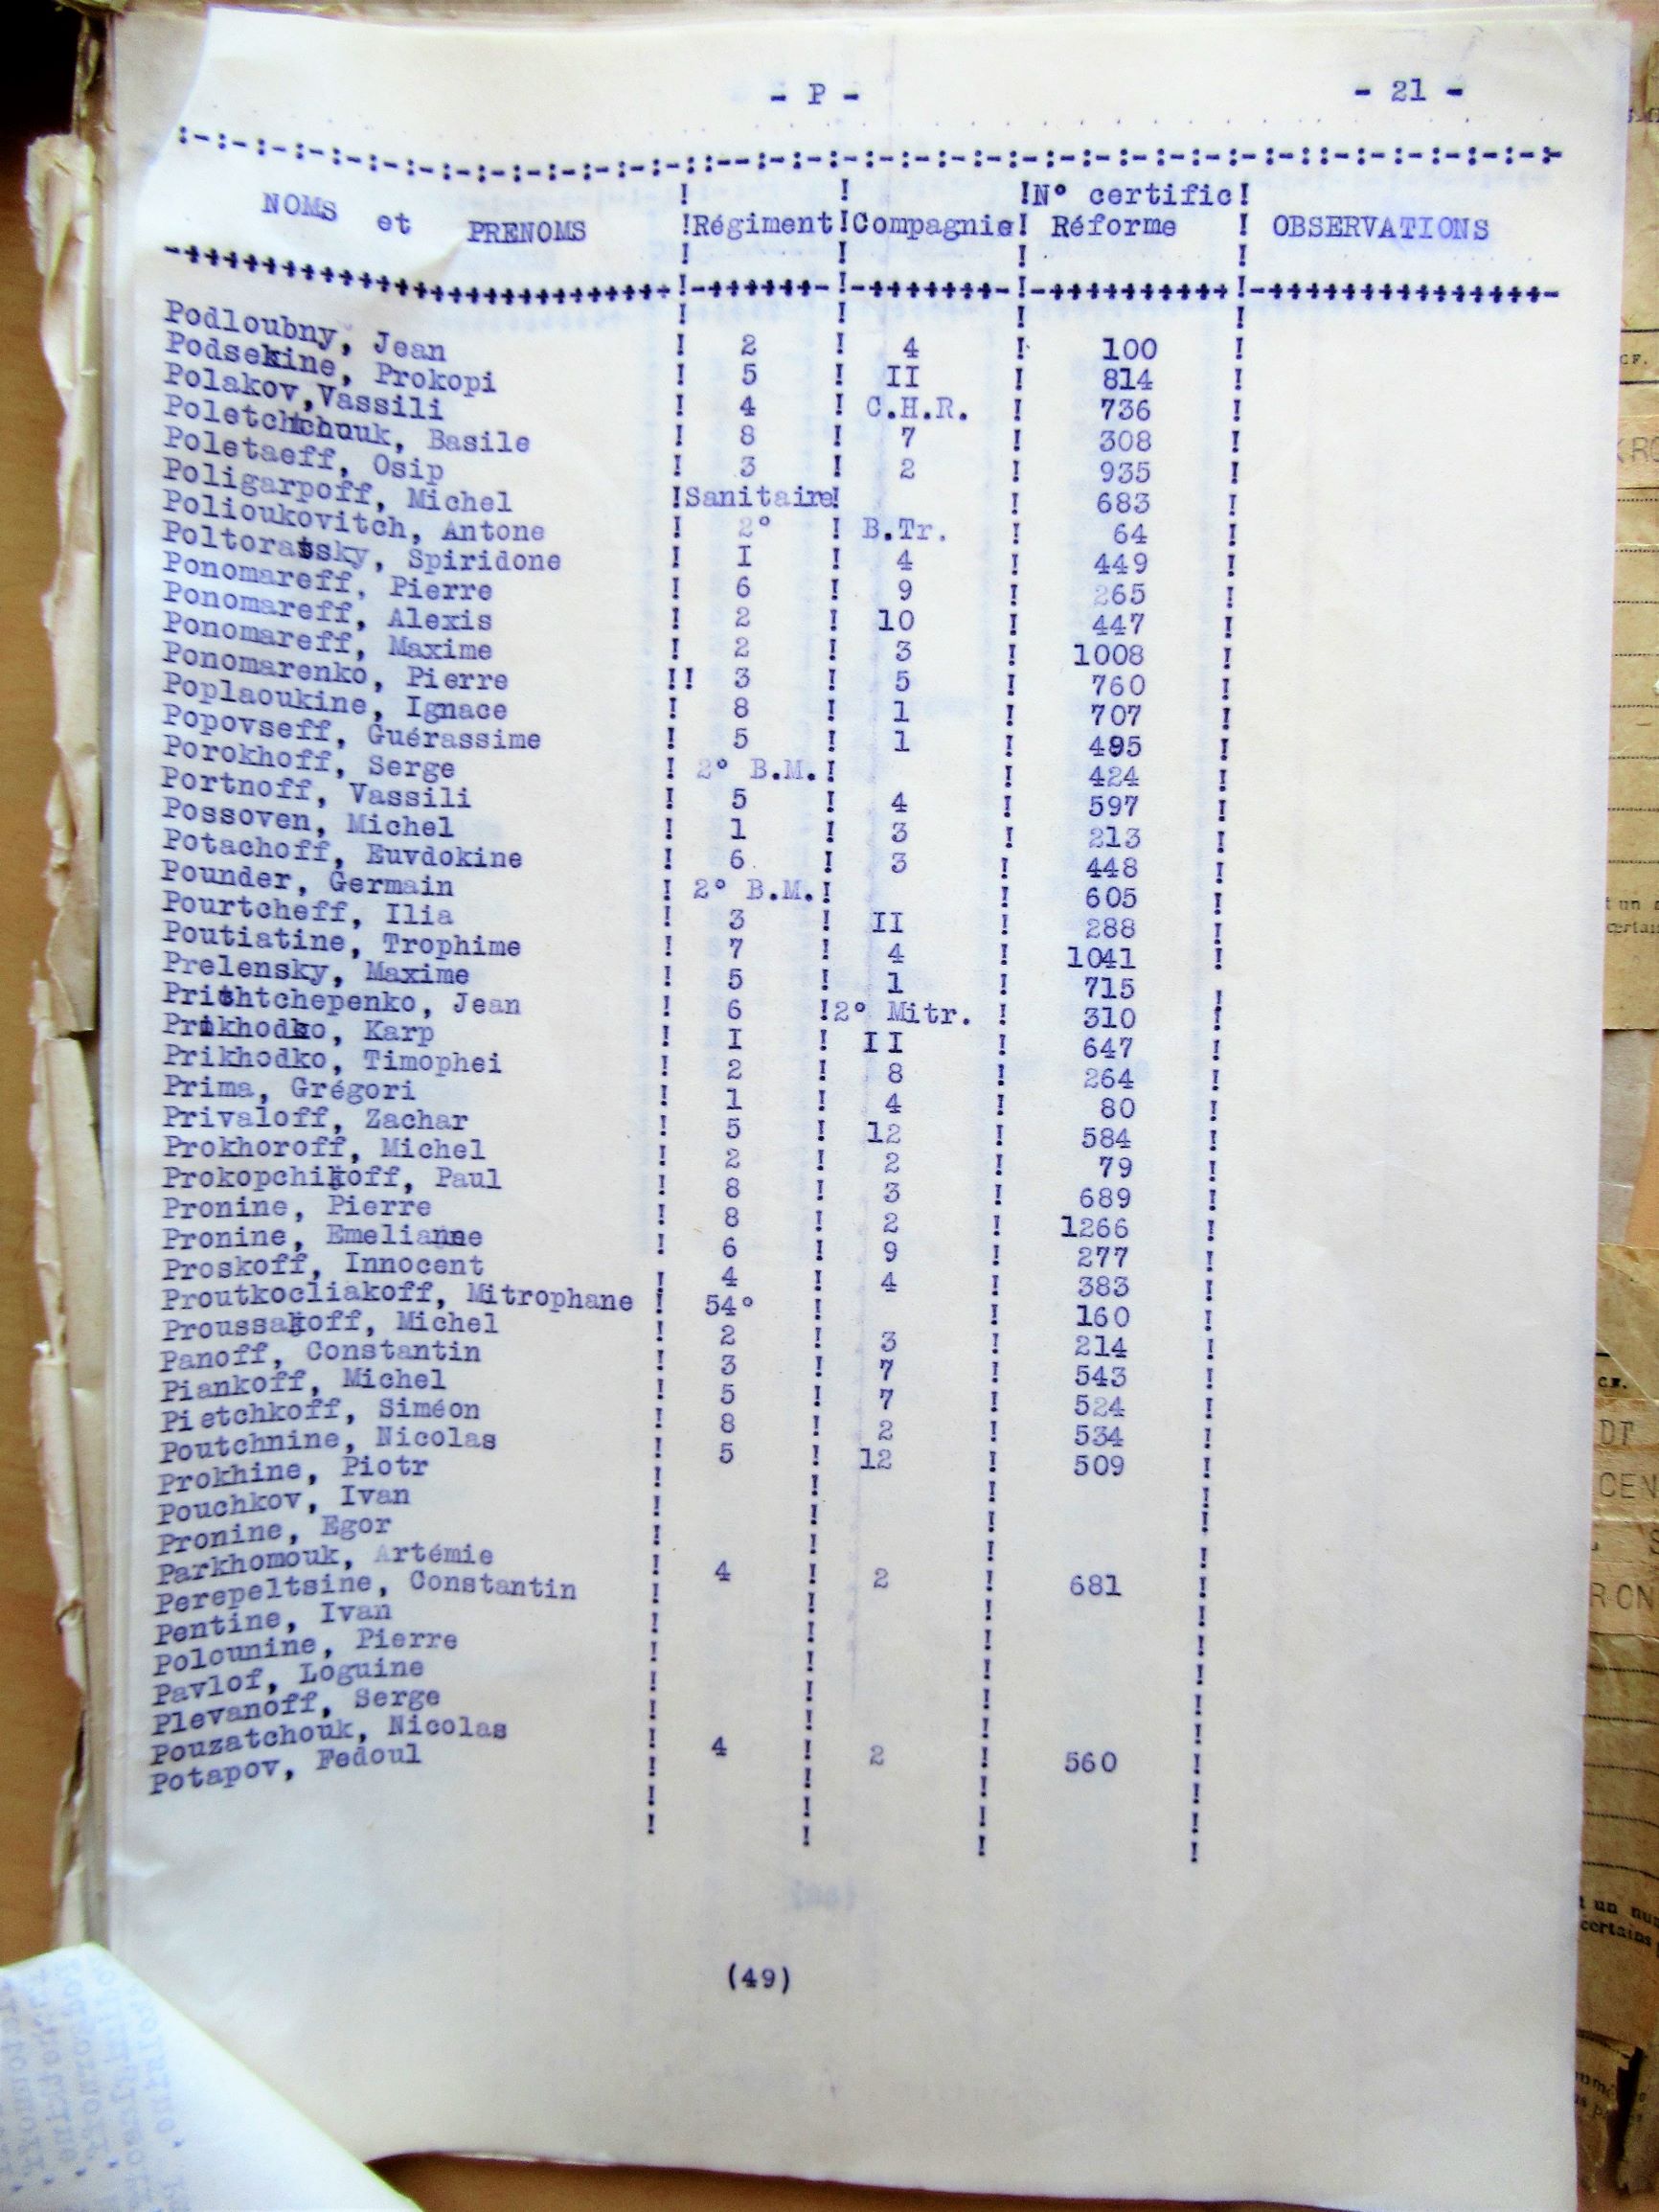 - P -
- 21 -
NOMS et PRENOMS ! Régiment ! Compagnie ! N° certific Réforme ! OBSERVATIONS
Podloubny, Jean ! 2 ! 4 ! 100 !
Podsekine, Prokopi ! 5 ! II ! 814 !
Polakov,Vassili ! 4 ! C.H.R. ! 736 !
Poletchtchouk, Basile ! 8 ! 7 ! 308 !
Poletaeff, Osip ! 3 ! 2 ! 935 !
Poligarpoff, Michel !Sanitaire! ! 683 !
Polioukovitch, Antone ! 2° ! B.Tr. ! 64 !
Poltoratssky, Spiridone ! I ! 4 ! 449 !
Ponomareff, Pierre ! 6 ! 9 ! 265 !
Ponomareff, Alexis ! 2 ! 10 ! 447 !
Ponomareff, Maxime ! 2 ! 3 ! 1008 !
Ponomarenko, Pierre !! 3 ! 5 ! 760 !
Poplaoukine, Ignace ! 8 ! 1 ! 707 !
Popovseff, Guérassime ! 5 ! 1 ! 495 !
Porokhoff, Serge ! 2° B.M. ! ! 424 !
Portnoff, Vassili ! 5 ! 4 ! 597 !
Possoven, Michel ! 1 ! 3 ! 213 !
Potachoff, Euvdokine ! 6 ! 3 ! 448 !
Pounder, Germain ! 2° B.M. ! ! 605 !
Pourtcheff, Ilia ! 3 ! II ! 288 !
Poutiatine, Trophime ! 7 ! 4 ! 1041 !
Prelensky, Maxime ! 5 ! 1 ! 715 !
Prichtchepenko, Jean ! 6 ! 2° Mitr. ! 310 !
Prikhodko, Karp ! I ! II ! 647 !
Prikhodko, Timophei ! 2 ! 8 ! 264 !
Prima, Grégori ! 1 ! 4 ! 80 !
Privaloff, Zachar ! 5 ! 12 ! 584 !
Prokhoroff, Michel ! 2 ! 2 ! 79 !
Prokopchikoff, Paul ! 8 ! 3 ! 689 !
Pronine, Pierre ! 8 ! 2 ! 1266 !
Pronine, Emelianne ! 6 ! 9 ! 277 !
Proskoff, Innocent ! 4 ! 4 ! 383 !
Proutkocliakoff, Mitrophane ! 54° ! ! 160 !
Proussakoff, Michel ! 2 ! 3 ! 214 !
Panoff, Constantin ! 3 ! 7 ! 543 !
Piankoff, Michel ! 5 ! 7 ! 524 !
Pietchkoff, Siméon ! 8 ! 2 ! 534 !
Poutchnine, Nicolas ! 5 ! 12 ! 509 !
Prokhine, Piotr
Pouchkov, Ivan
Pronine, Egor
Parkhomouk, Artémie ! 4 ! 2 ! 681 !
Perepeltsine, Constantin
Pentine, Ivan
Polounine, Pierre
Pavlof, Loguine
Plevanoff, Serge
Pouzatchouk, Nicolas ! 4 ! 2 ! 560 !
Potapov, Fedoul
(49)